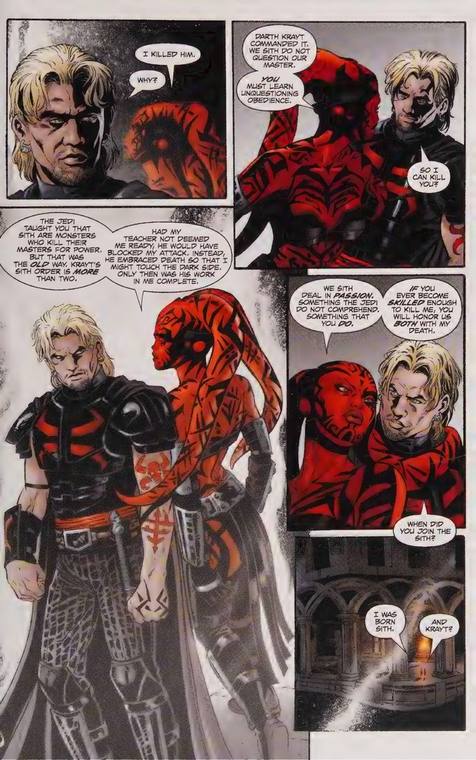 I KILLED HIM.
WHY?
DARTH KRAYT
COMMANDED IT.
WE SITH DO NOT
QUESTION OUR
MASTER.
YOU
MUST LEARN
UNQUESTIONING
OBEDIENCE.
SO I
CAN KILL
YOU?
THE JEDI
TAUGHT YOU THAT
SITH ARE MONSTERS
WHO KILL THEIR
MASTERS FOR POWER.
BUT THAT WAS
THE OLD WAY. KRAYT'S
SITH ORDER IS MORE
THAN TWO.
HAD MY
TEACHER NOT DEEMED
ME READY, HE WOULD HAVE
BLOCKED MY ATTACK. INSTEAD,
HE EMBRACED DEATH SO THAT I
MIGHT TOUCH THE DARK SIDE.
ONLY THEN WAS HIS WORK
IN ME COMPLETE.
WE SITH
DEAL IN PASSION.
SOMETHING THE JEDI
DO NOT COMPREHEND.
SOMETHING THAT
YOU DO.
IF YOU
EVER BECOME
SKILLED ENOUGH
TO KILL ME, YOU
WILL HONOR US
BOTH WITH MY
DEATH.
WHEN DID
YOU JOIN THE
SITH?
I WAS
BORN
SITH.
AND
KRAYT?